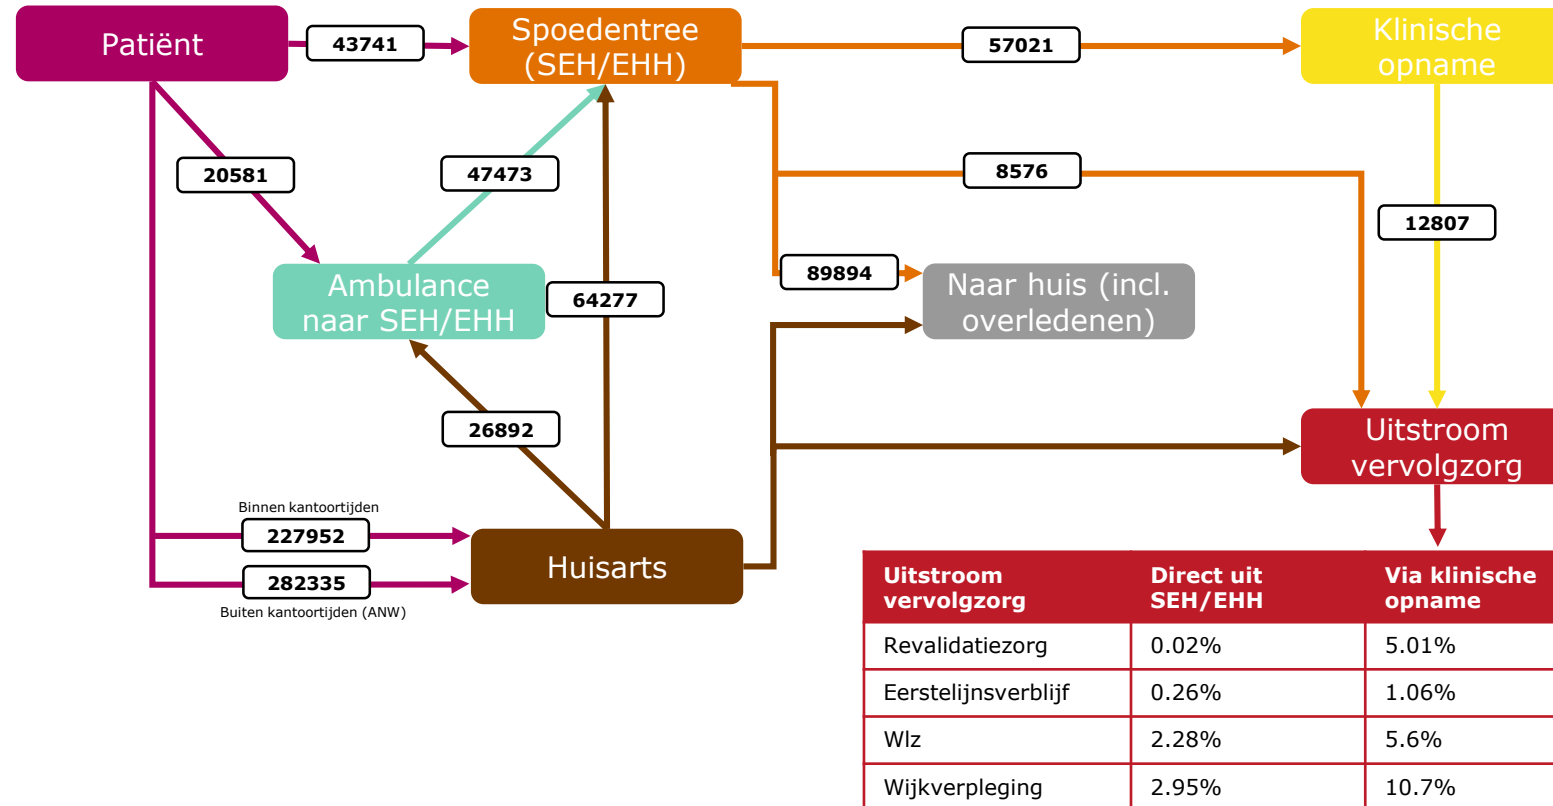 Patiënt
43741
Spoedentree
(SEH/EHH)
57021
Klinische
opname
20581
47473
8576
12807
Ambulance
naar SEH/EHH
64277
89894
Naar huis (incl.
overledenen)
26892
Uitstroom
vervolgzorg
Binnen kantoortijden
227952
282335
Buiten kantoortijden (ANW)
Huisarts
Uitstroom vervolgzorg | Direct uit SEH/EHH | Via klinische opname
Revalidatiezorg 0.02% 5.01%
Eerstelijnsverblijf 0.26% 1.06%
Wlz 2.28% 5.6%
Wijkverpleging 2.95% 10.7%